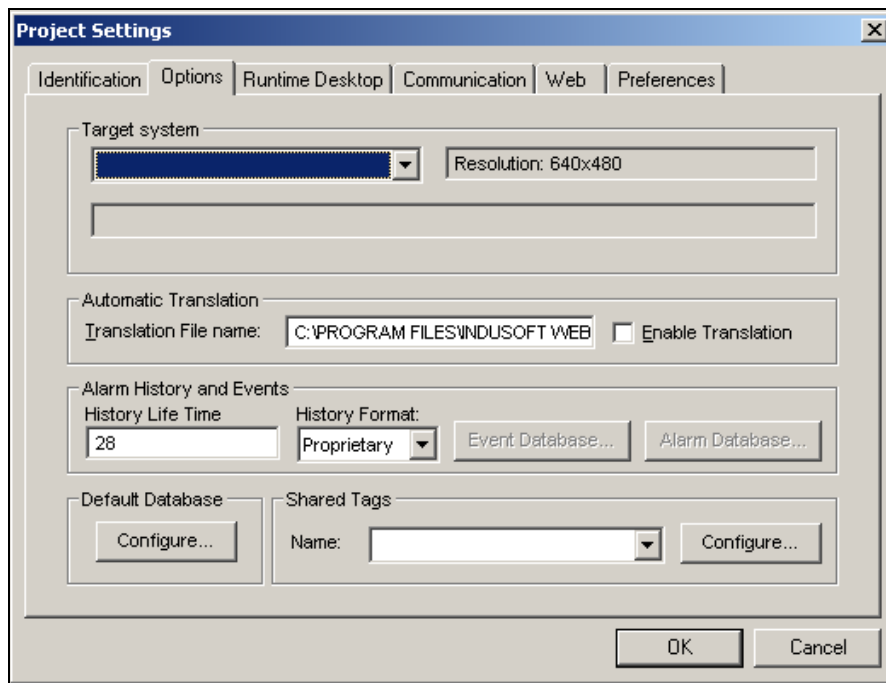 Project Settings
Identification Options Runtime Desktop Communication Web Preferences
Target system
Resolution: 640x480
Automatic Translation
Translation File name: C:\PROGRAM FILES\INDUSOFT WEB Enable Translation
Alarm History and Events
History Life Time History Format:
28 Proprietary Event Database... Alarm Database...
Default Database Shared Tags
Configure... Name: Configure...
OK Cancel